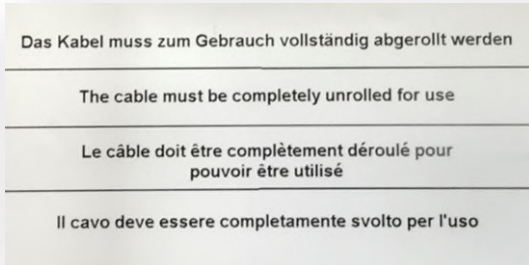 Das Kabel muss zum Gebrauch vollständig abgerollt werden
The cable must be completely unrolled for use
Le câble doit être complètement déroulé pour
pouvoir être utilisé
Il cavo deve essere completamente svolto per l'uso